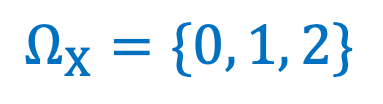 Ωₓ = {0, 1, 2}